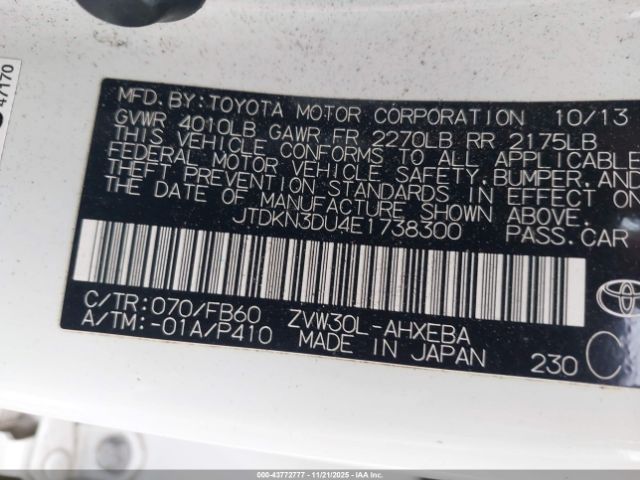 47170
MFD.BY:TOYOTA MOTOR CORPORATION 10/13
GVWR 4010LB GAWR FR 2270LB RR 2175LB
THIS VEHICLE CONFORMS TO ALL APPLICABLE
FEDERAL MOTOR VEHICLE SAFETY,BUMPER,AND
THEFT PREVENTION STANDARDS IN EFFECT ON
THE DATE OF MANUFACTURE SHOWN ABOVE.
JTDKN3DU4E1738300 PASS.CAR
C/TR:070/FB60 ZVW30L-AHXEBA
A/TM:-01A/P410 MADE IN JAPAN 230 C
000-43772777 - 11/21/2025 - IAAI.CA